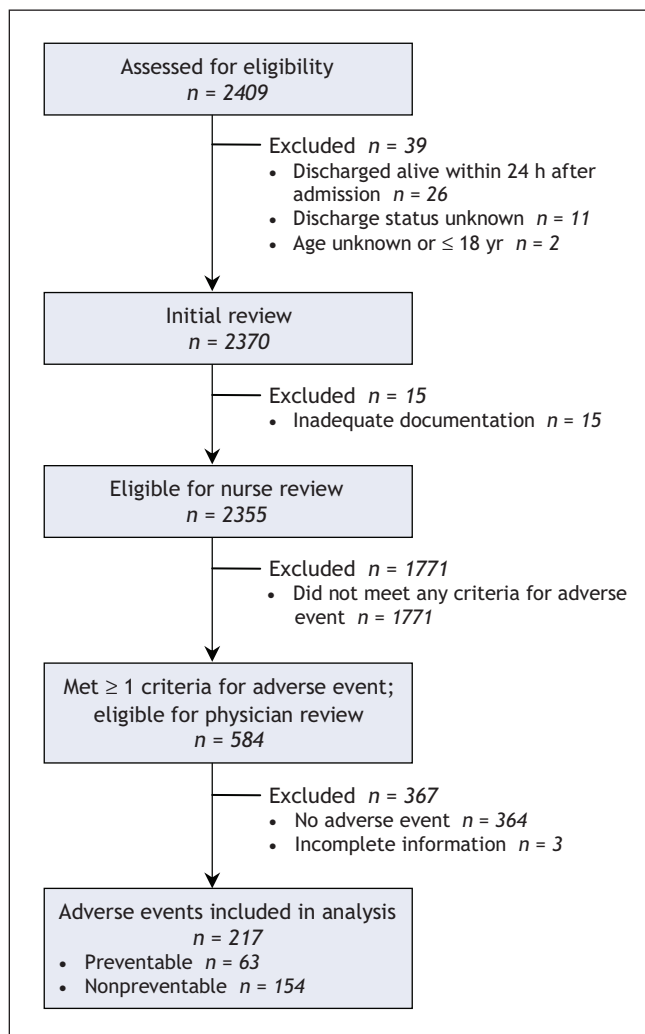 Assessed for eligibility
n = 2409
Excluded n = 39
• Discharged alive within 24 h after
admission n = 26
• Discharge status unknown n = 11
• Age unknown or ≤ 18 yr n = 2
Initial review
n = 2370
Excluded n = 15
• Inadequate documentation n = 15
Eligible for nurse review
n = 2355
Excluded n = 1771
• Did not meet any criteria for adverse
event n = 1771
Met ≥ 1 criteria for adverse event;
eligible for physician review
n = 584
Excluded n = 367
• No adverse event n = 364
• Incomplete information n = 3
Adverse events included in analysis
n = 217
• Preventable n = 63
• Nonpreventable n = 154